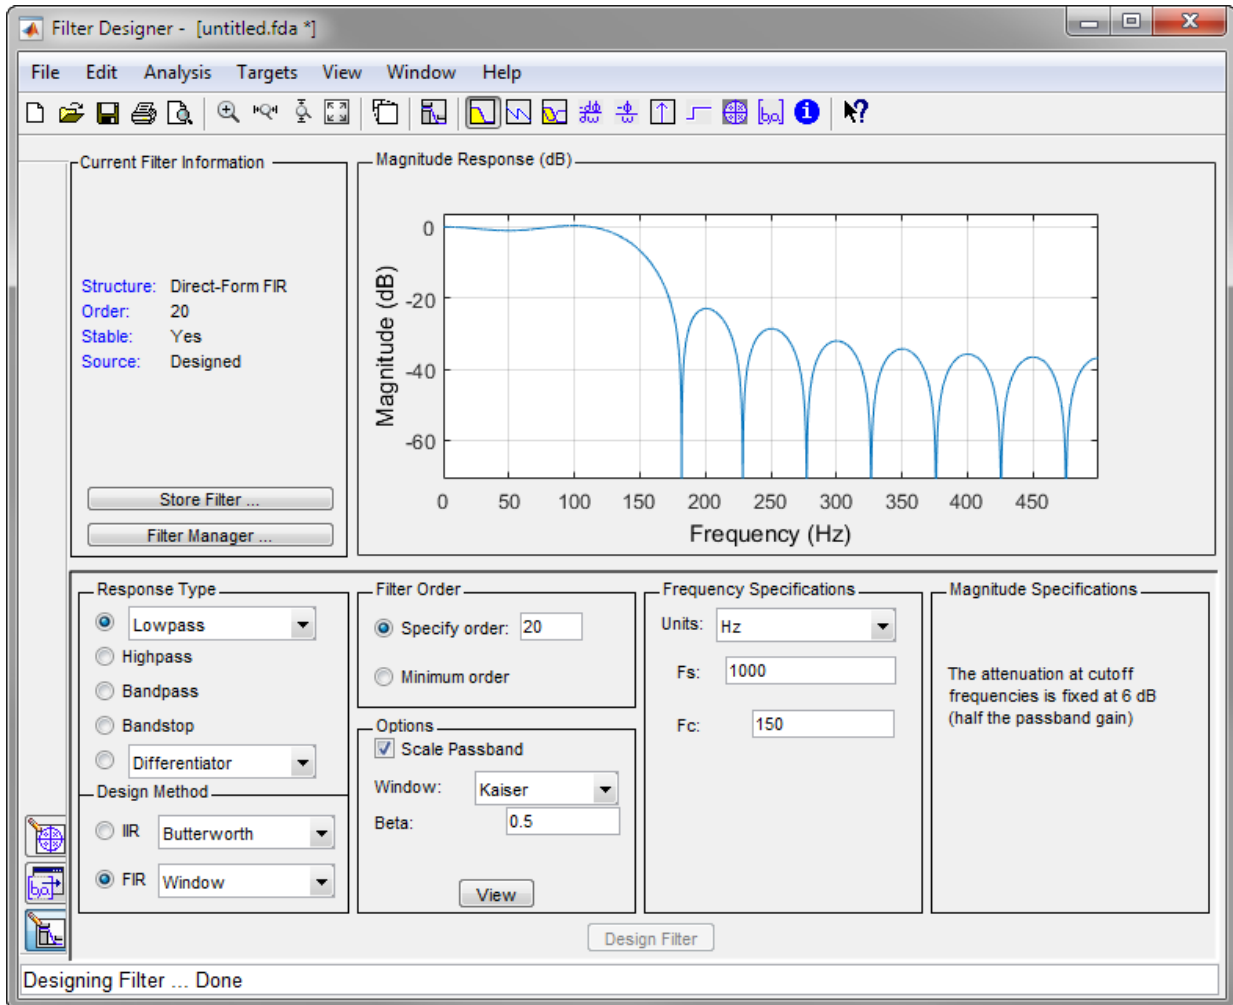 Filter Designer - [untitled.fda *]
File Edit Analysis Targets View Window Help
Current Filter Information
Structure: Direct-Form FIR
Order: 20
Stable: Yes
Source: Designed
Store Filter ...
Filter Manager ...
Magnitude Response (dB)
Magnitude (dB)
0
-20
-40
-60
0 50 100 150 200 250 300 350 400 450
Frequency (Hz)
Response Type
Lowpass
Highpass
Bandpass
Bandstop
Differentiator
Design Method
IIR Butterworth
FIR Window
Filter Order
Specify order: 20
Minimum order
Options
Scale Passband
Window: Kaiser
Beta: 0.5
View
Frequency Specifications
Units: Hz
Fs: 1000
Fc: 150
Magnitude Specifications
The attenuation at cutoff
frequencies is fixed at 6 dB
(half the passband gain)
Design Filter
Designing Filter ... Done